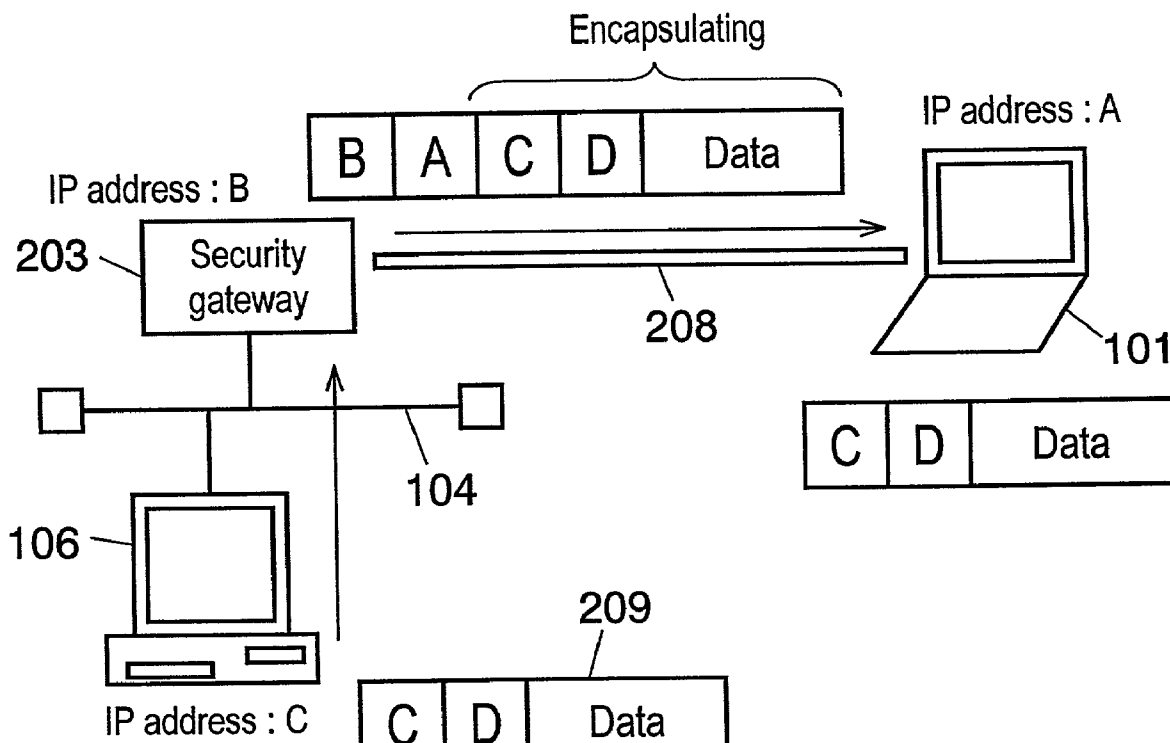 Encapsulating
IP address : A
B A C D Data
IP address : B
203
Security
gateway
208
101
C D Data
104
106
209
C D Data
IP address : C